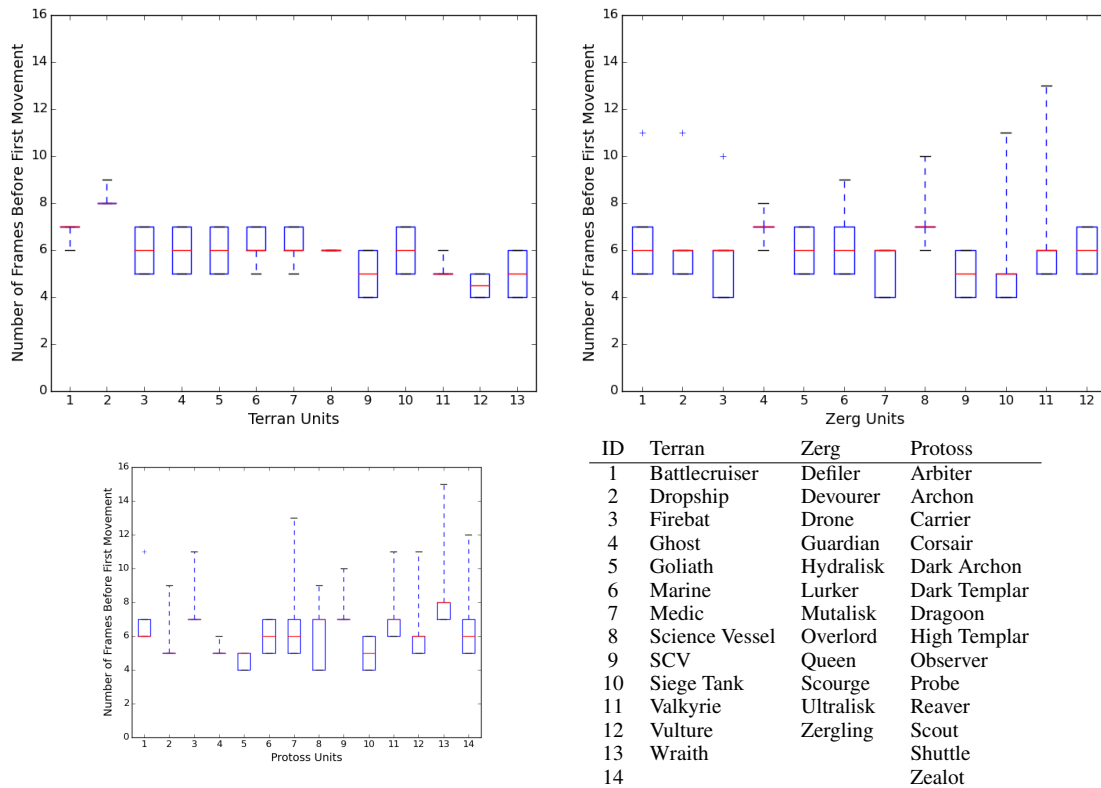 16
14
12
10
8
6
4
2
0
Number of Frames Before First Movement
1 2 3 4 5 6 7 8 9 10 11 12 13
Terran Units
16
14
12
10
8
6
4
2
0
Number of Frames Before First Movement
1 2 3 4 5 6 7 8 9 10 11 12
Zerg Units
16
14
12
10
8
6
4
2
0
Number of Frames Before First Movement
1 2 3 4 5 6 7 8 9 10 11 12 13 14
Protoss Units
ID Terran Zerg Protoss
1 Battlecruiser Defiler Arbiter
2 Dropship Devourer Archon
3 Firebat Drone Carrier
4 Ghost Guardian Corsair
5 Goliath Hydralisk Dark Archon
6 Marine Lurker Dark Templar
7 Medic Mutalisk Dragoon
8 Science Vessel Overlord High Templar
9 SCV Queen Observer
10 Siege Tank Scourge Probe
11 Valkyrie Ultralisk Reaver
12 Vulture Zergling Scout
13 Wraith Shuttle
14 Zealot